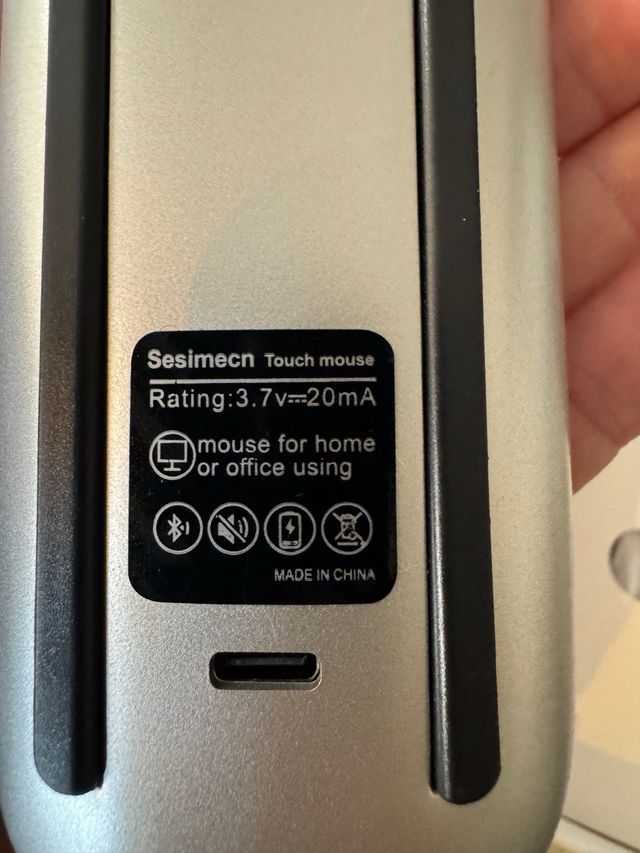 Sesimecn Touch mouse
Rating:3.7v⎓20mA
mouse for home
or office using
MADE IN CHINA